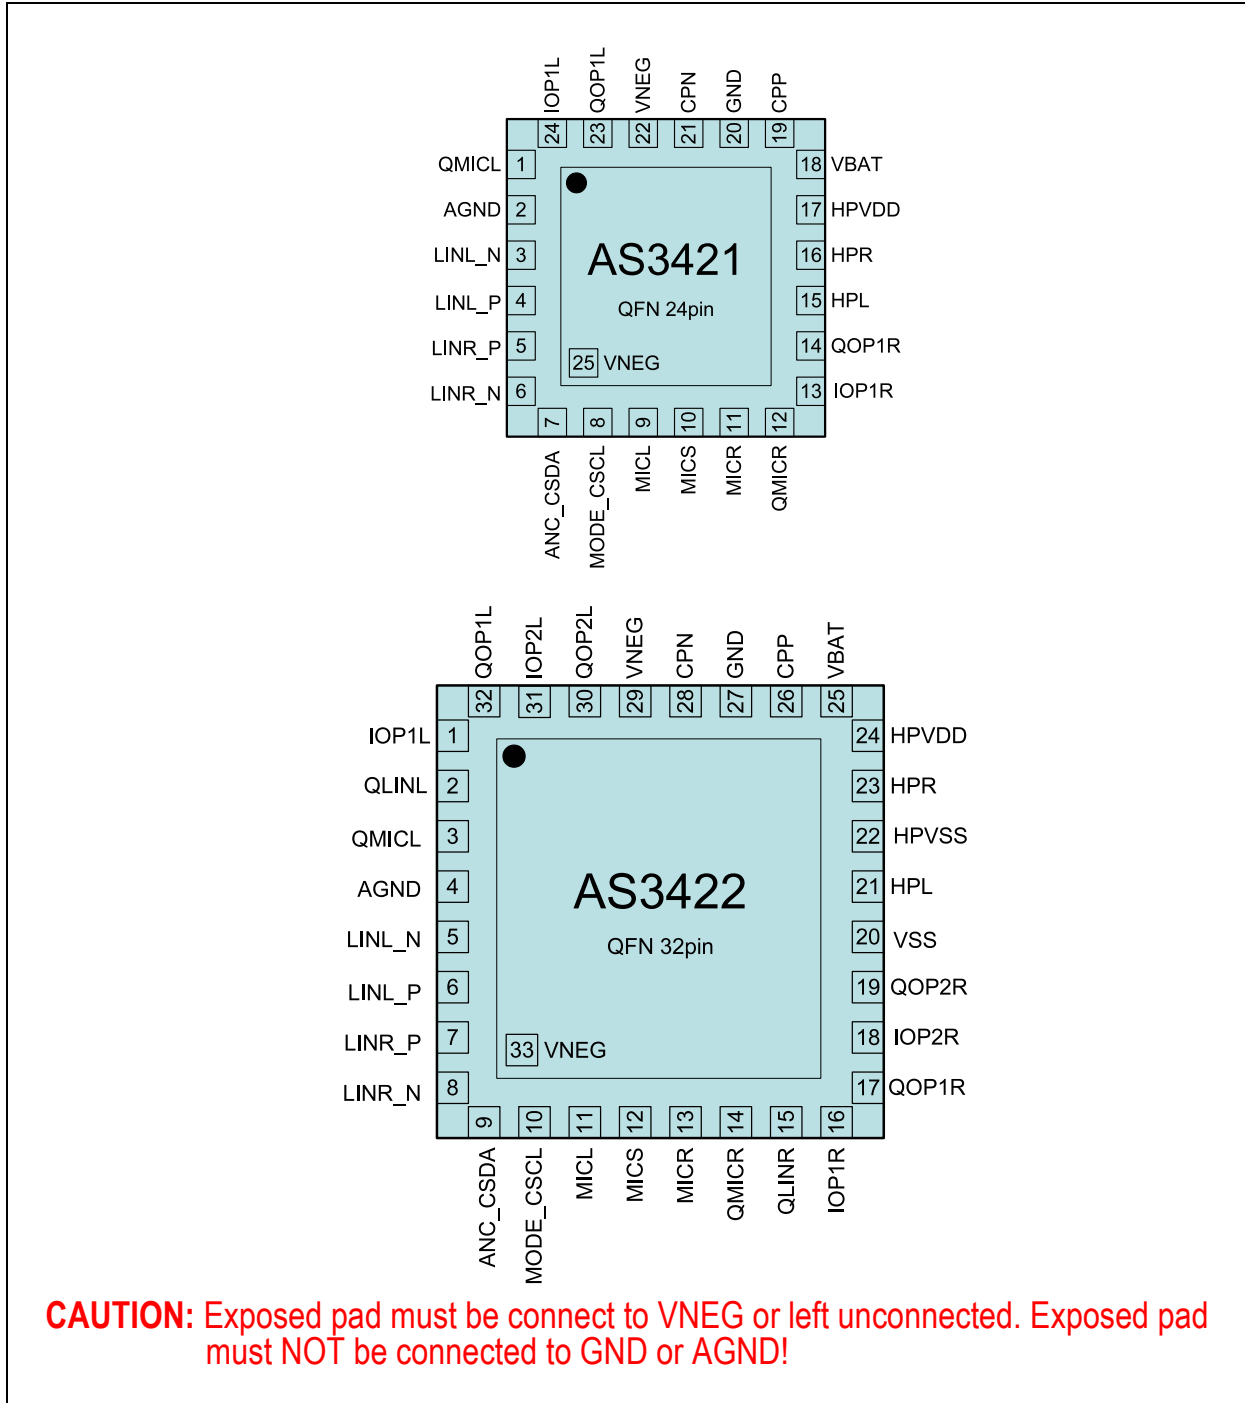 IOP1L QOP1L VNEG CPN GND CPP
24 23 22 21 20 19
QMICL 1 18 VBAT
AGND 2 17 HPVDD
LINL_N 3 AS3421 16 HPR
LINL_P 4 QFN 24pin 15 HPL
LINR_P 5 14 QOP1R
25 VNEG
LINR_N 6 13 IOP1R
7 8 9 10 11 12
ANC_CSDA MODE_CSCL MICL MICS MICR QMICR
QOP1L IOP2L QOP2L VNEG CPN GND CPP VBAT
32 31 30 29 28 27 26 25
IOP1L 1 24 HPVDD
QLINL 2 23 HPR
QMICL 3 22 HPVSS
AGND 4 AS3422 21 HPL
LINL_N 5 QFN 32pin 20 VSS
LINL_P 6 19 QOP2R
LINR_P 7 18 IOP2R
33 VNEG
LINR_N 8 17 QOP1R
9 10 11 12 13 14 15 16
ANC_CSDA MODE_CSCL MICL MICS MICR QMICR QLINR IOP1R
CAUTION: Exposed pad must be connect to VNEG or left unconnected. Exposed pad
must NOT be connected to GND or AGND!